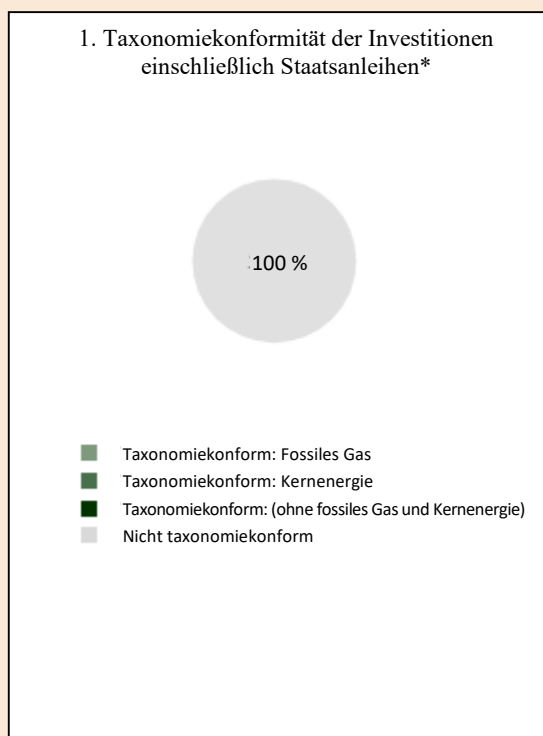 1. Taxonomiekonformität der Investitionen
einschließlich Staatsanleihen*
100 %
Taxonomiekonform: Fossiles Gas
Taxonomiekonform: Kernenergie
Taxonomiekonform: (ohne fossiles Gas und Kernenergie)
Nicht taxonomiekonform